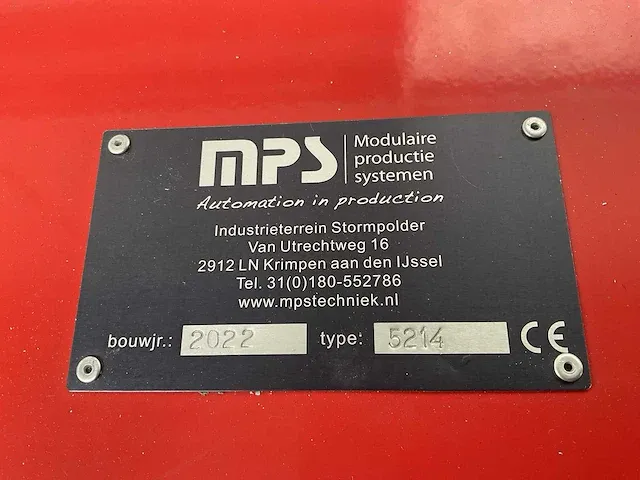 MPS
Modulaire
productie
systemen
Automation in production
Industrieterrein Stormpolder
Van Utrechtweg 16
2912 LN Krimpen aan den IJssel
Tel. 31(0)180-552786
www.mpstechniek.nl
bouwjr.: 2022 type: 5214 CE